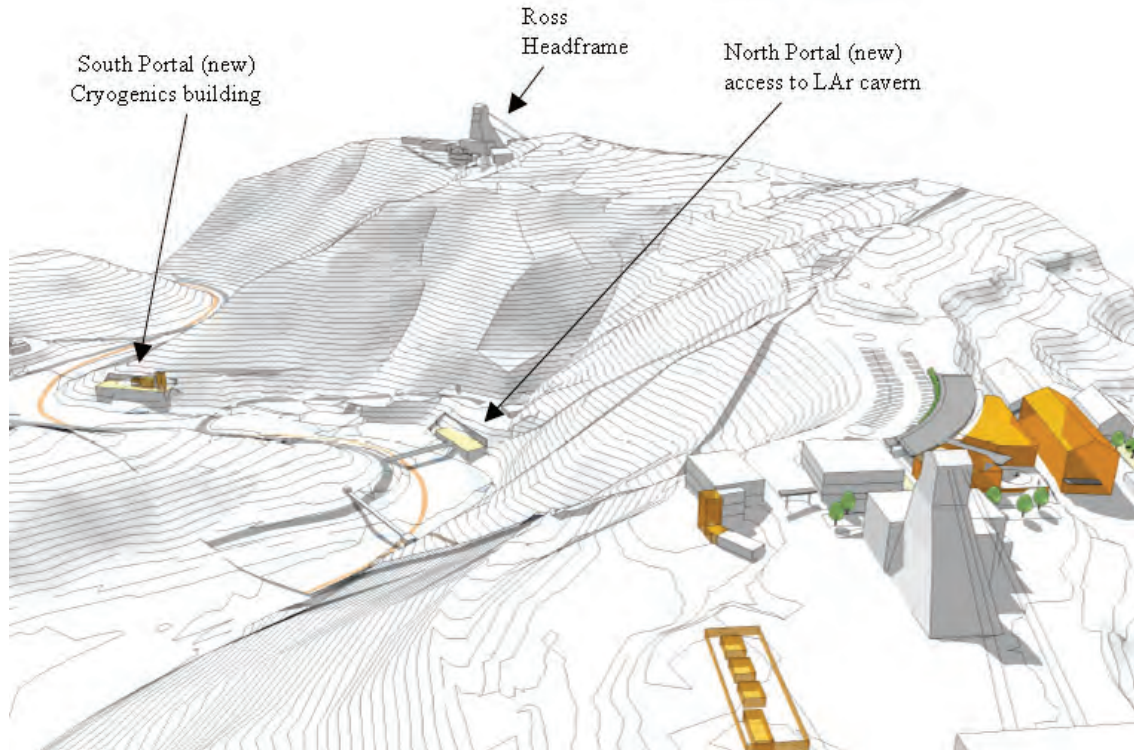 South Portal (new)
Cryogenics building
Ross
Headframe
North Portal (new)
access to LAr cavern